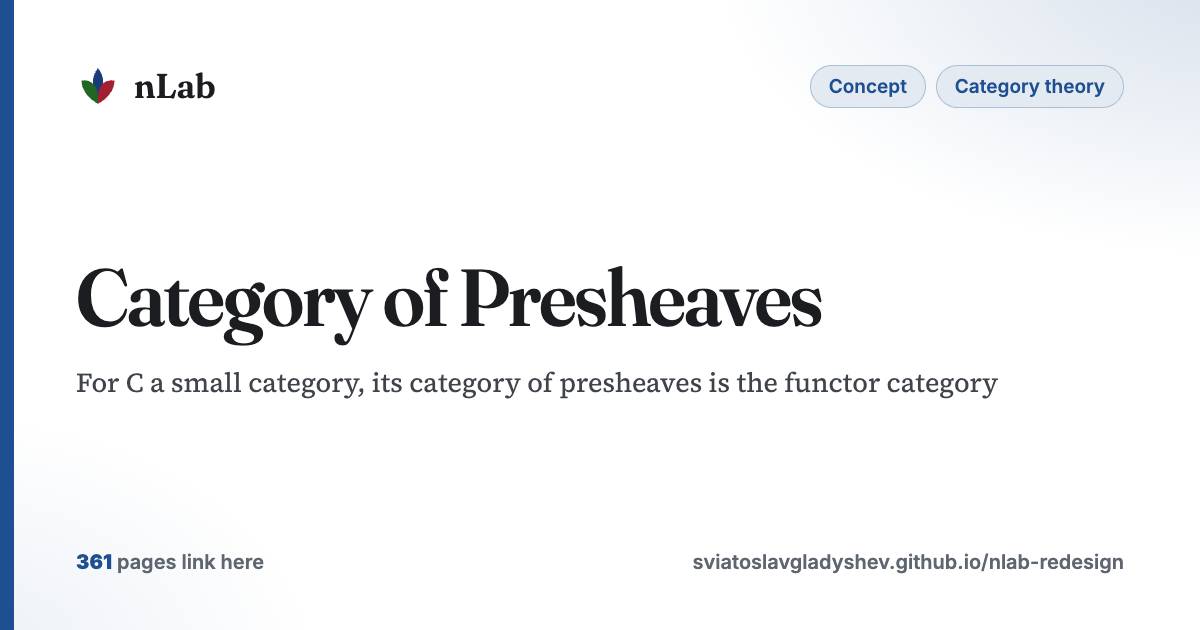 nLab
Concept
Category theory
Category of Presheaves
For C a small category, its category of presheaves is the functor category
361 pages link here
sviatoslavgladyshev.github.io/nlab-redesign